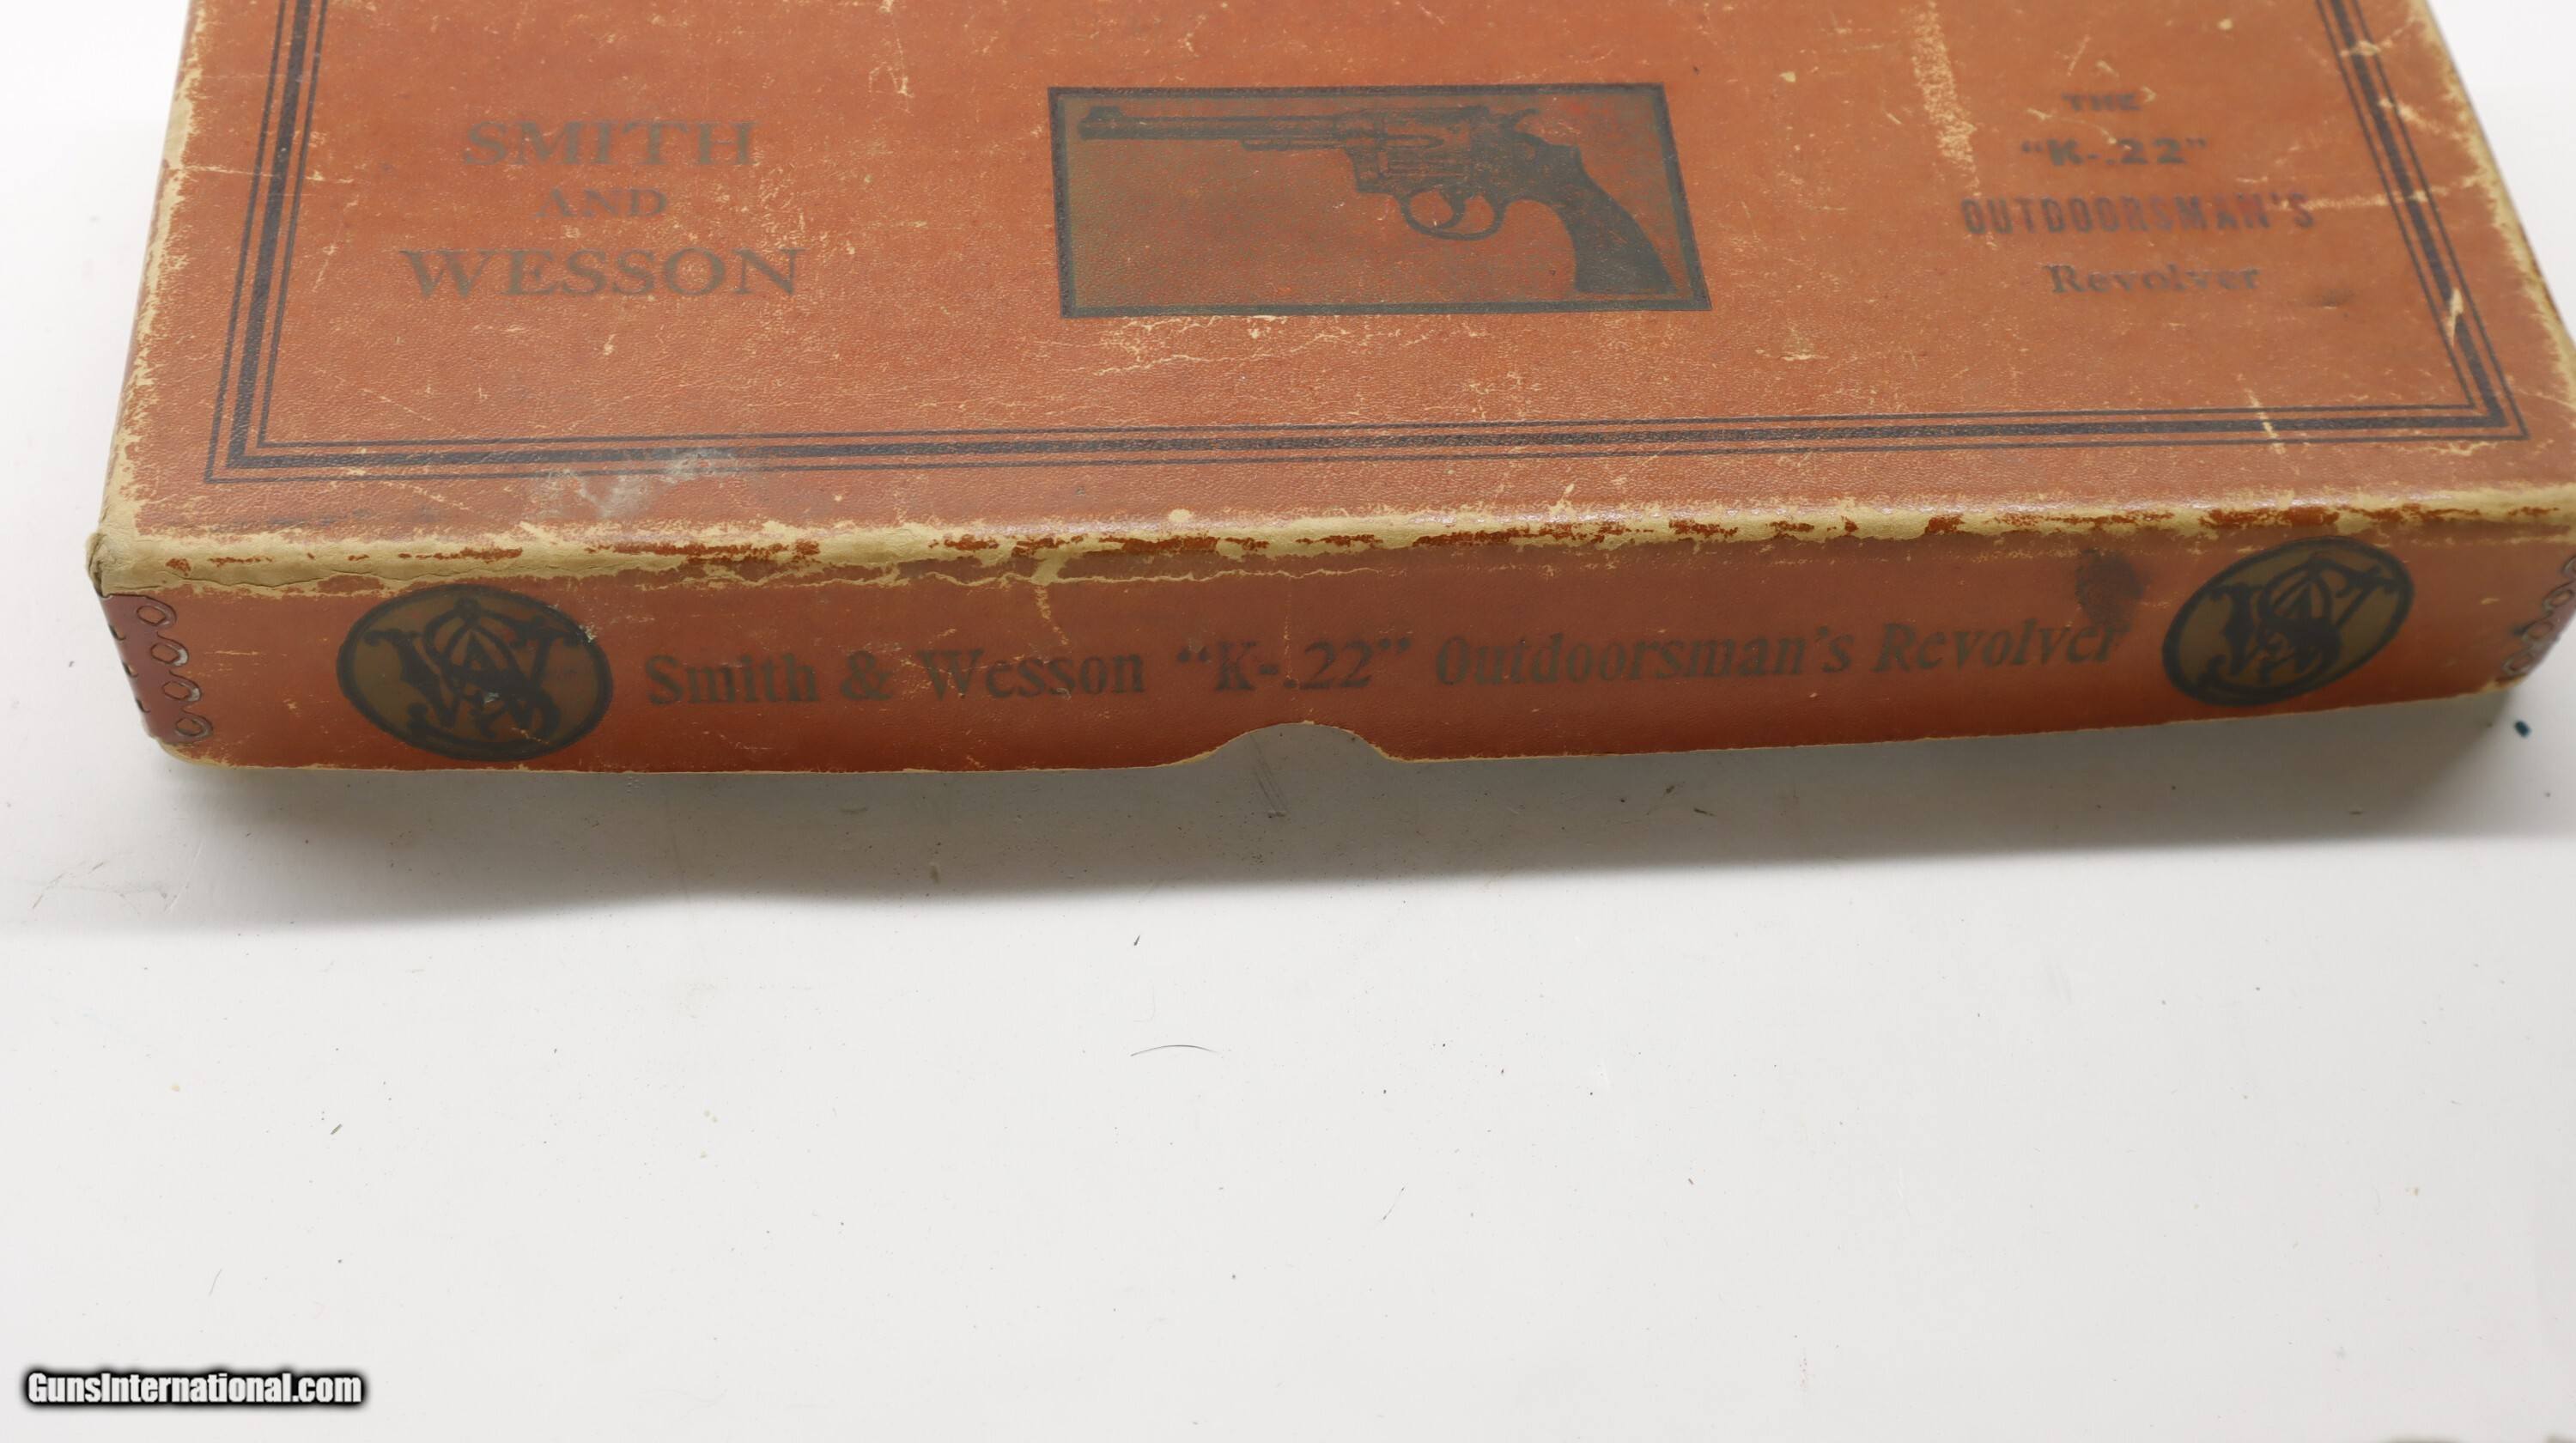 SMITH
AND
WESSON
THE
“K-.22”
OUTDOORSMAN'S
Revolver
Smith & Wesson “K-.22” Outdoorsman's Revolver
GunsInternational.com